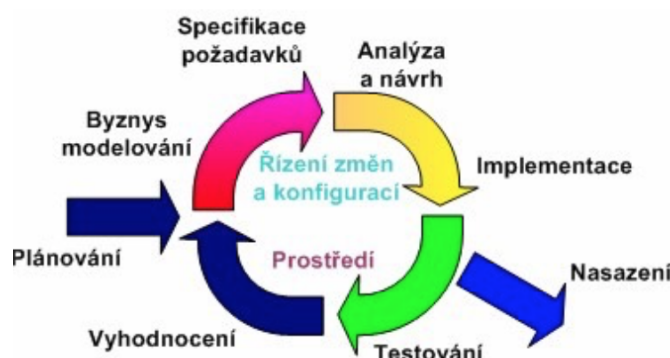 Specifikace
požadavků
Analýza
a návrh
Byznys
modelování
Řízení změn
a konfigurací
Implementace
Plánování
Prostředí
Nasazení
Vyhodnocení
Testování